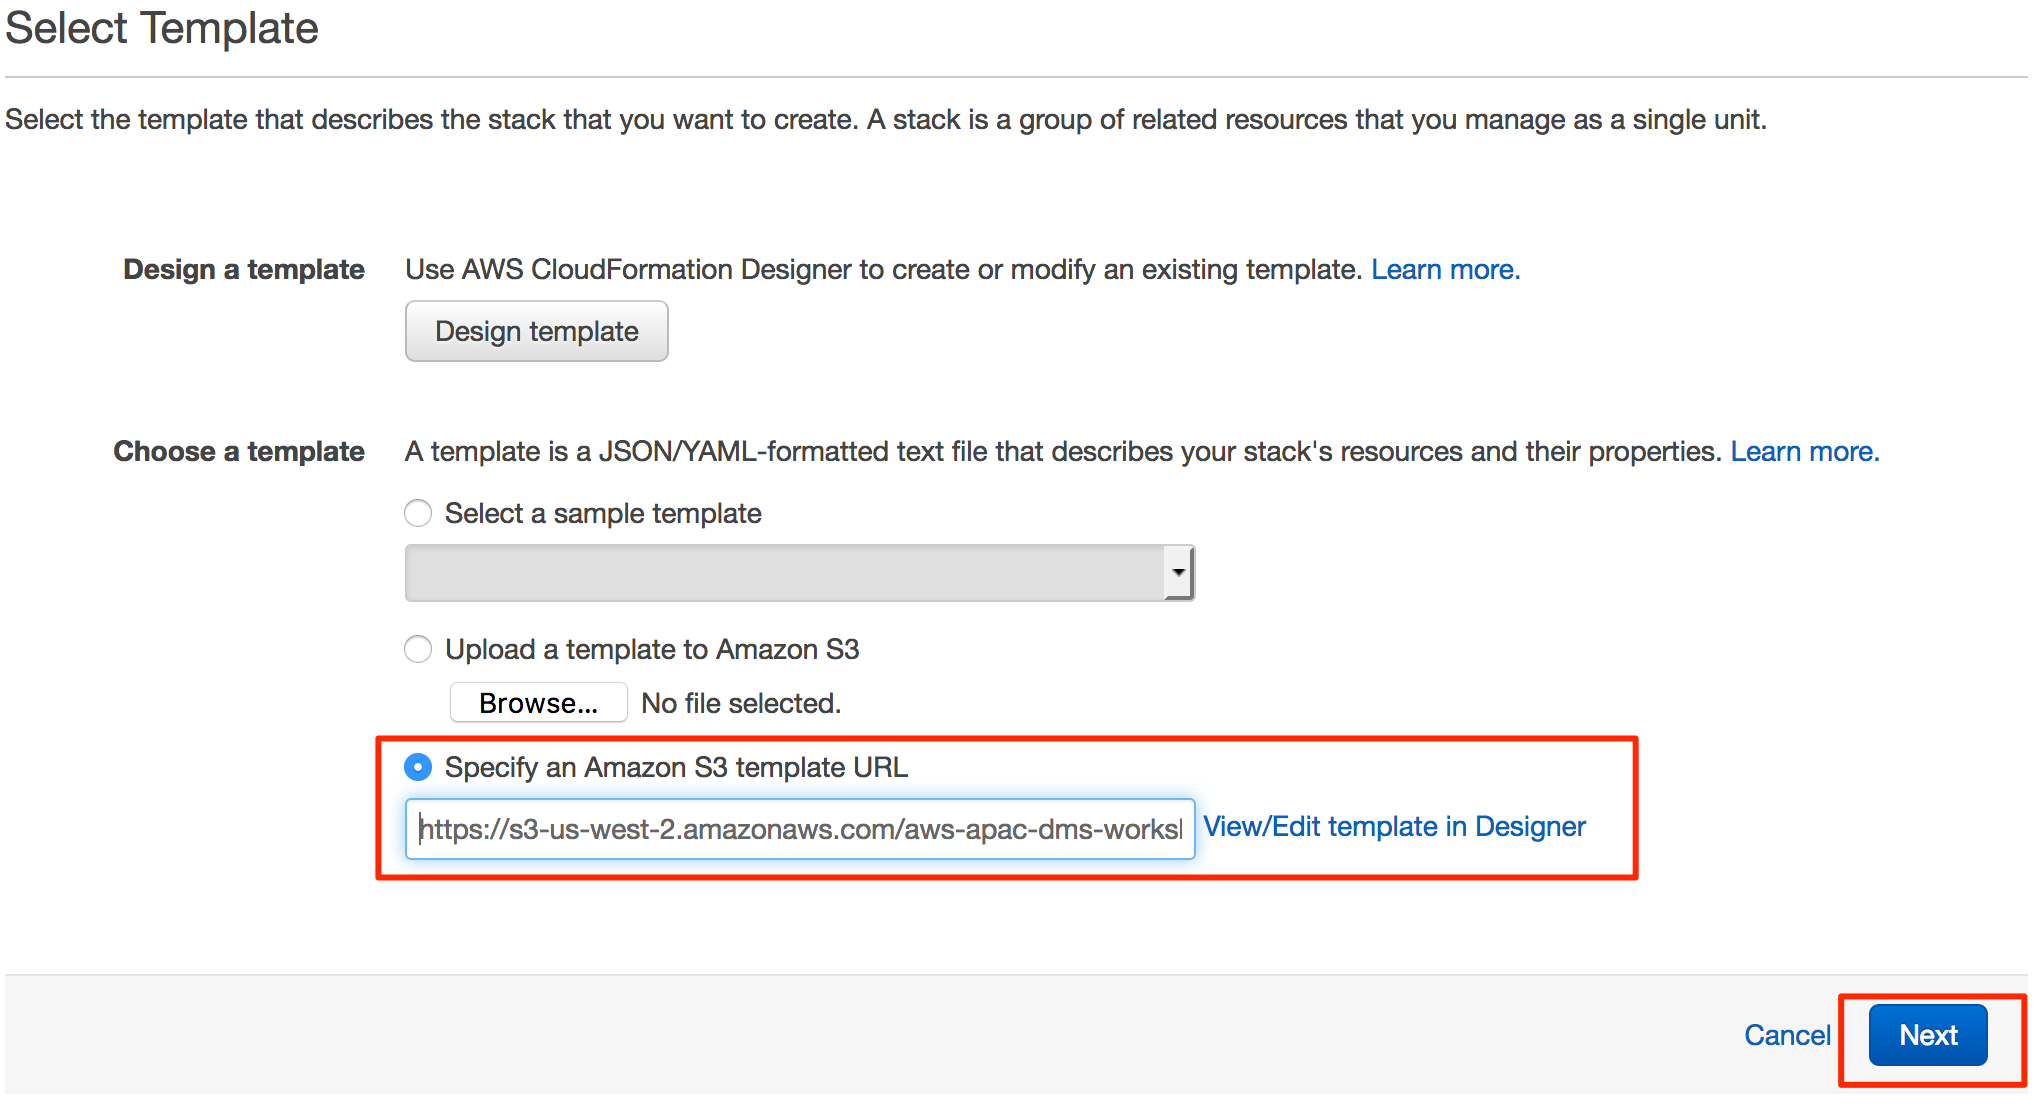 Select Template
Select the template that describes the stack that you want to create. A stack is a group of related resources that you manage as a single unit.
Design a template Use AWS CloudFormation Designer to create or modify an existing template. Learn more.
Design template
Choose a template A template is a JSON/YAML-formatted text file that describes your stack's resources and their properties. Learn more.
Select a sample template
Upload a template to Amazon S3
Browse... No file selected.
Specify an Amazon S3 template URL
https://s3-us-west-2.amazonaws.com/aws-apac-dms-works View/Edit template in Designer
Cancel Next